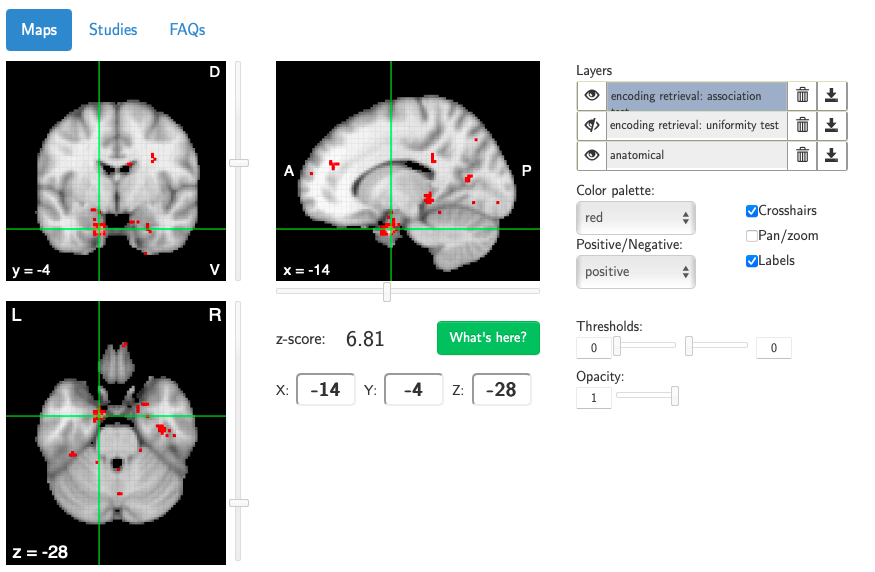 Maps Studies FAQs
D
y = -4
V
A
P
x = -14
L
R
z = -28
z-score: 6.81
What's here?
X: -14 Y: -4 Z: -28
Layers
encoding retrieval: association
encoding retrieval: uniformity test
anatomical
Color palette:
red
Positive/Negative:
positive
Crosshairs
Pan/zoom
Labels
Thresholds:
0 0
Opacity:
1